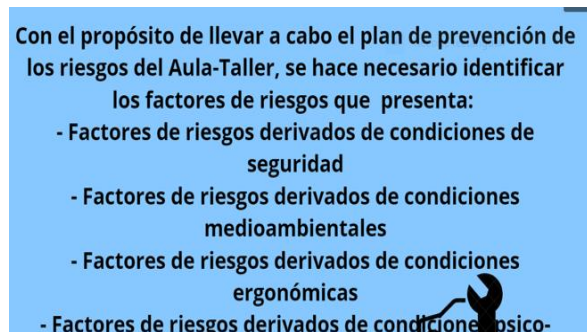 Con el propósito de llevar a cabo el plan de prevención de
los riesgos del Aula-Taller, se hace necesario identificar
los factores de riesgos que presenta:
- Factores de riesgos derivados de condiciones de
seguridad
- Factores de riesgos derivados de condiciones
medioambientales
- Factores de riesgos derivados de condiciones
ergonómicas
- Factores de riesgos derivados de condiciones psico-